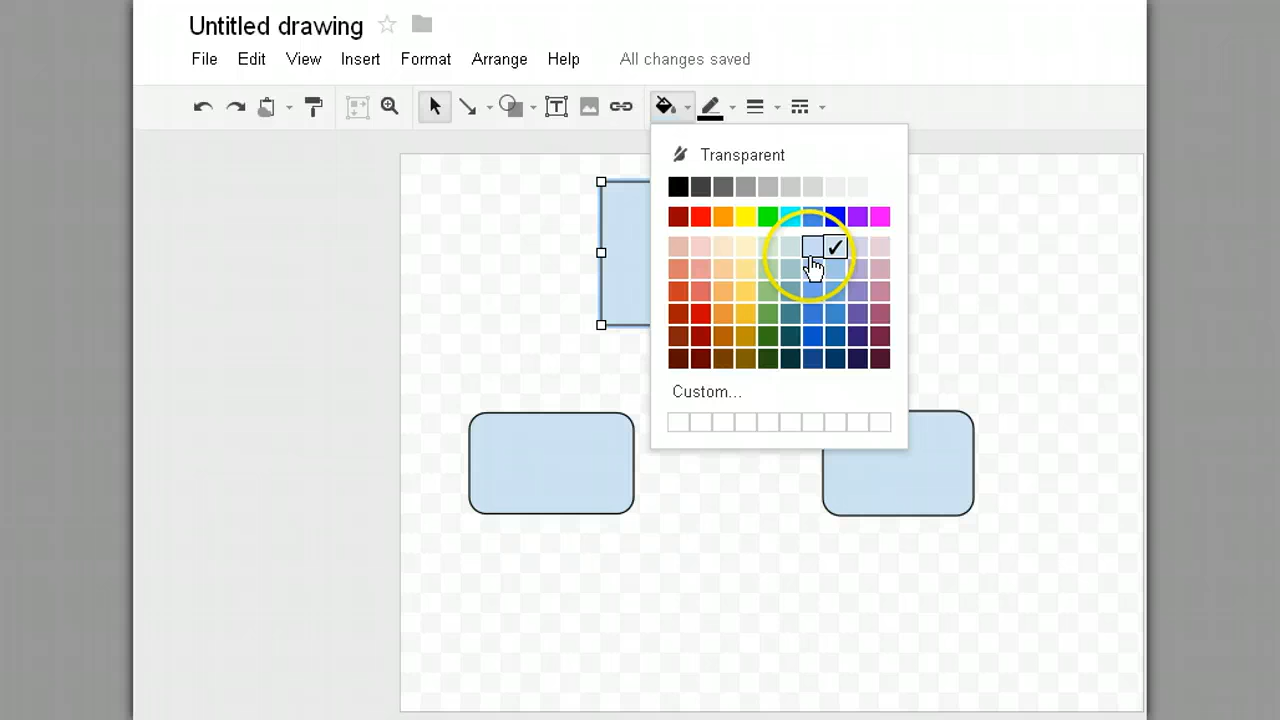 Untitled drawing
File Edit View Insert Format Arrange Help All changes saved
Transparent
Custom...